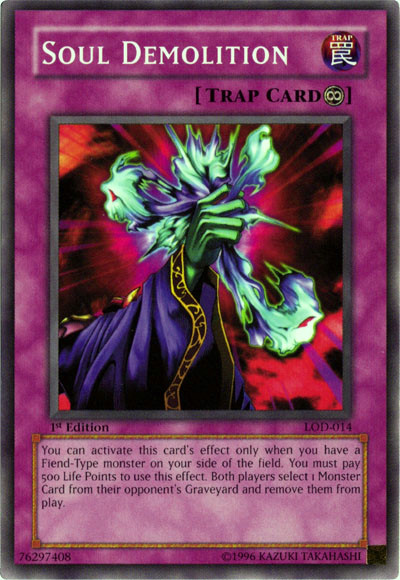 SOUL DEMOLITION
TRAP
罠
[TRAP CARD]
1st Edition
LOD-014
You can activate this card's effect only when you have a
Fiend-Type monster on your side of the field. You must pay
500 Life Points to use this effect. Both players select 1 Monster
Card from their opponent's Graveyard and remove them from
play.
76297408
©1996 KAZUKI TAKAHASHI